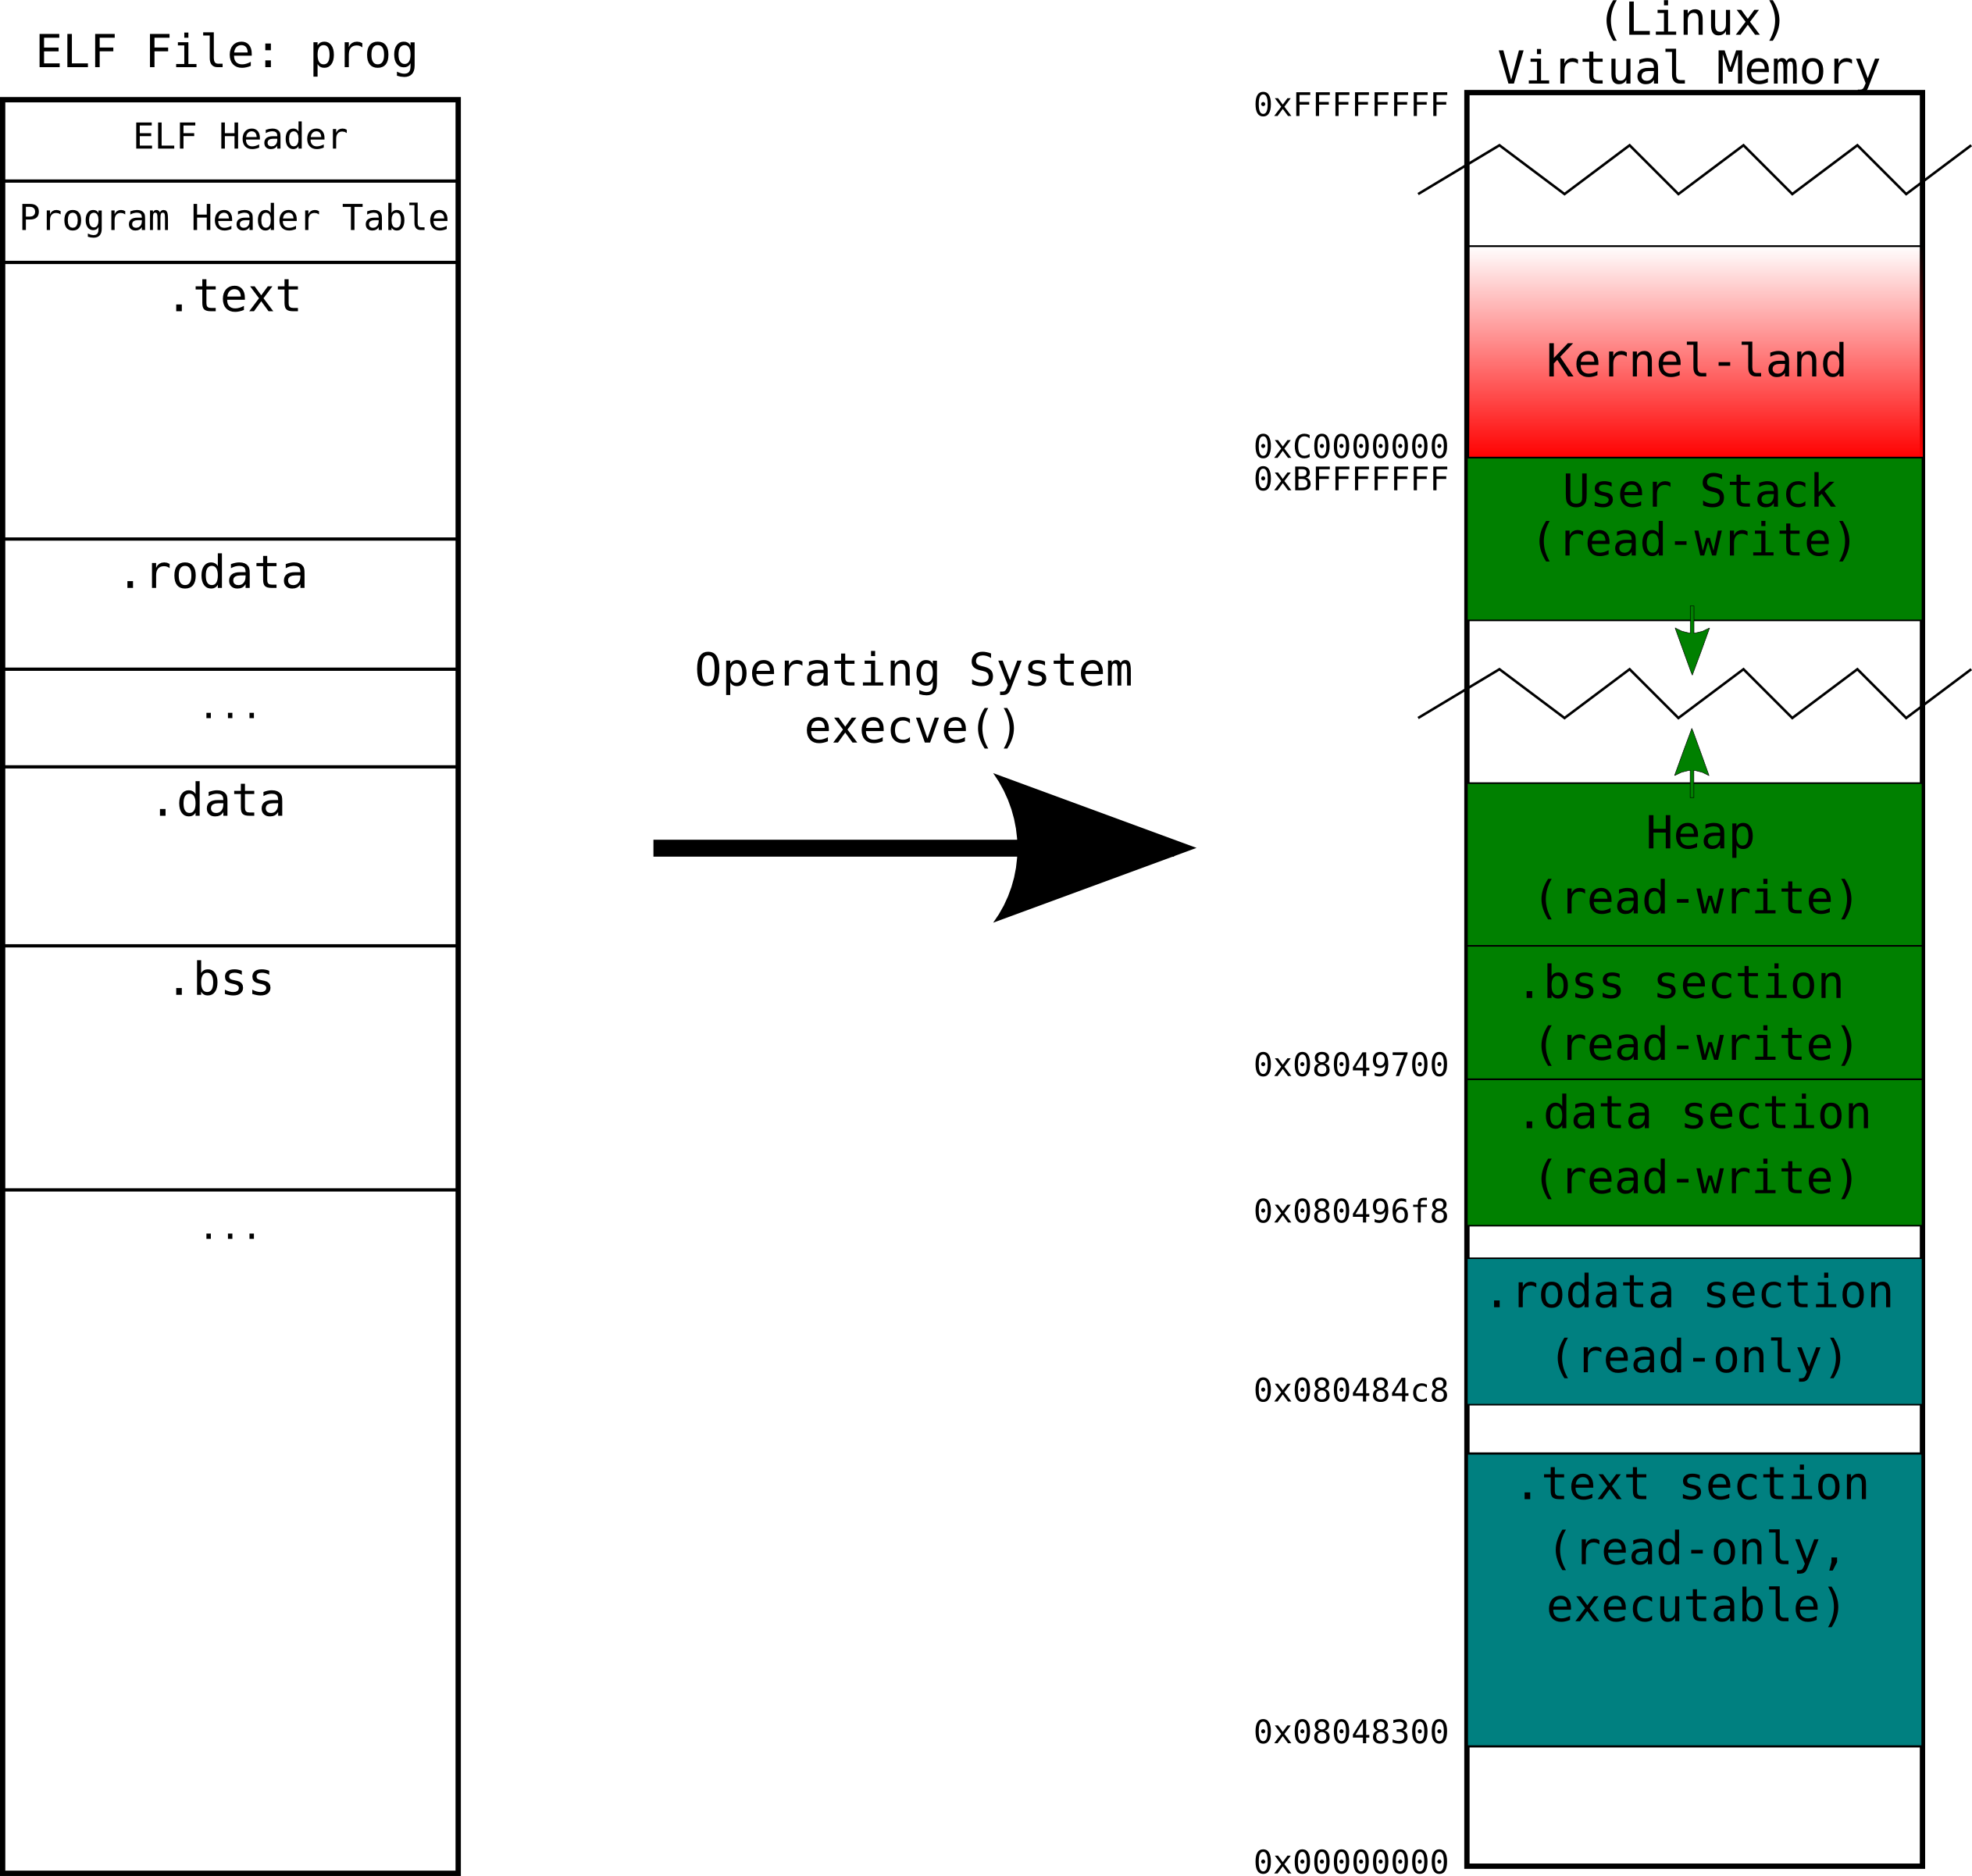 ELF File: prog
ELF Header
Program Header Table
.text
.rodata
...
.data
.bss
...
Operating System
execve()
(Linux)
Virtual Memory
0xFFFFFFFF
Kernel-land
0xC0000000
0xBFFFFFFF
User Stack
(read-write)
Heap
(read-write)
.bss section
(read-write)
0x08049700
.data section
(read-write)
0x080496f8
.rodata section
(read-only)
0x080484c8
.text section
(read-only,
executable)
0x08048300
0x00000000